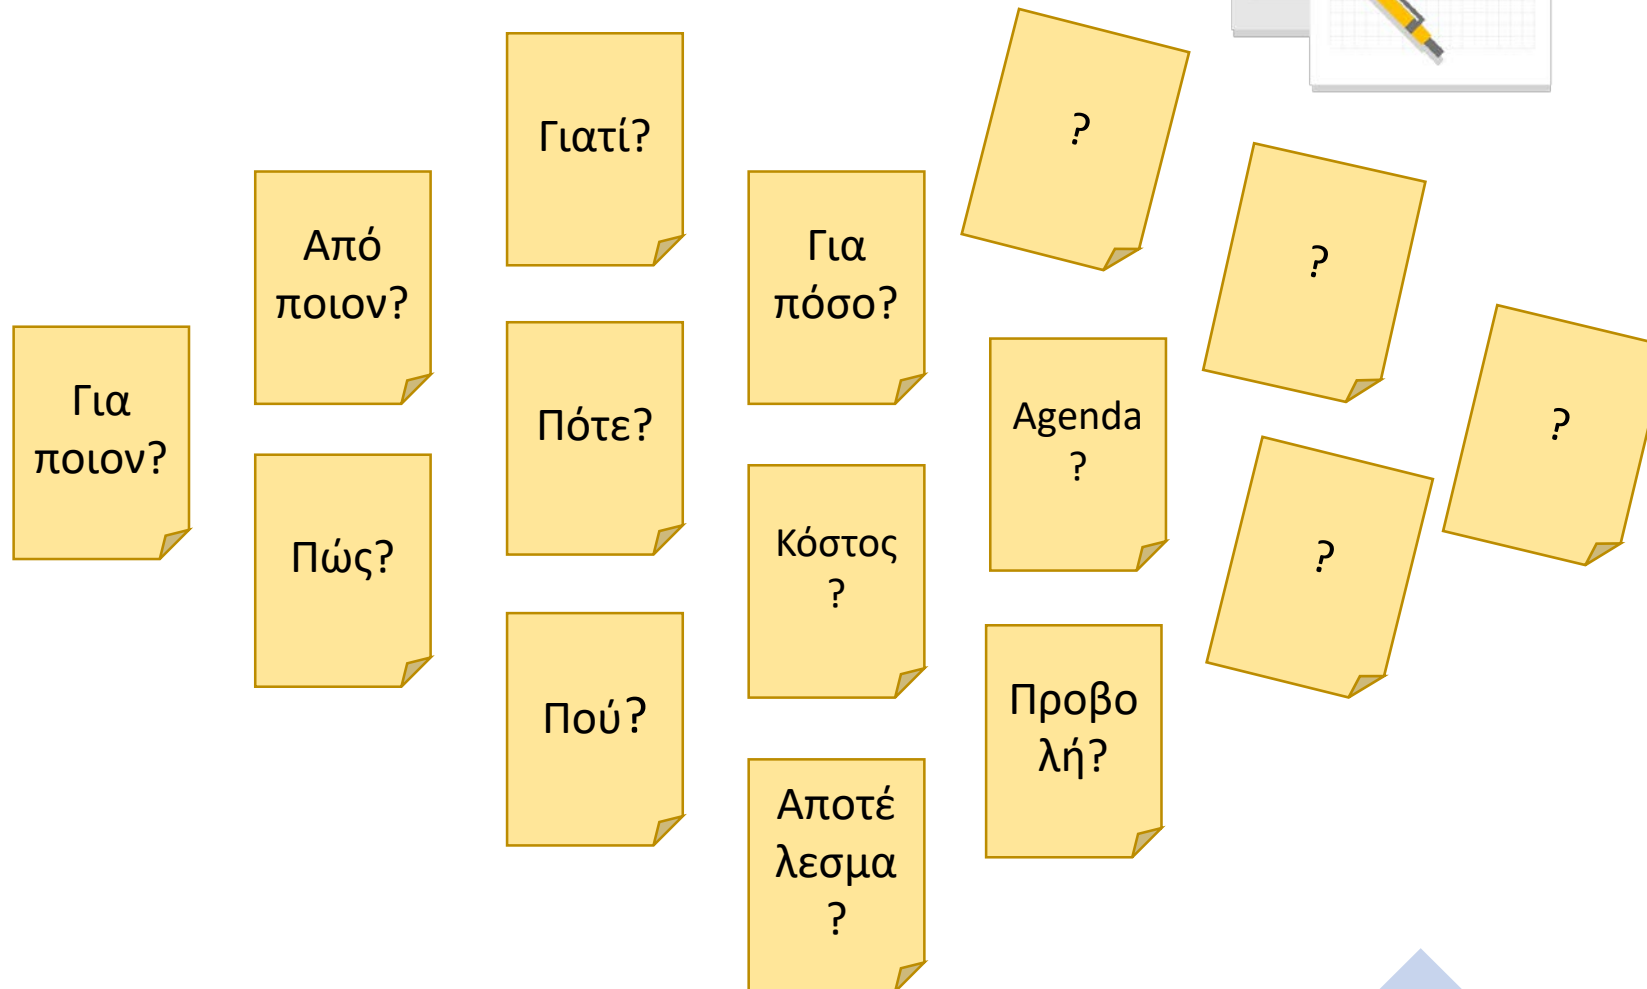 Για
ποιον?
Από
ποιον?
Πώς?
Γιατί?
Πότε?
Πού?
Για
πόσο?
Κόστος
?
Αποτέ
λεσμα
?
?
Agenda
?
Προβο
λή?
?
?
?